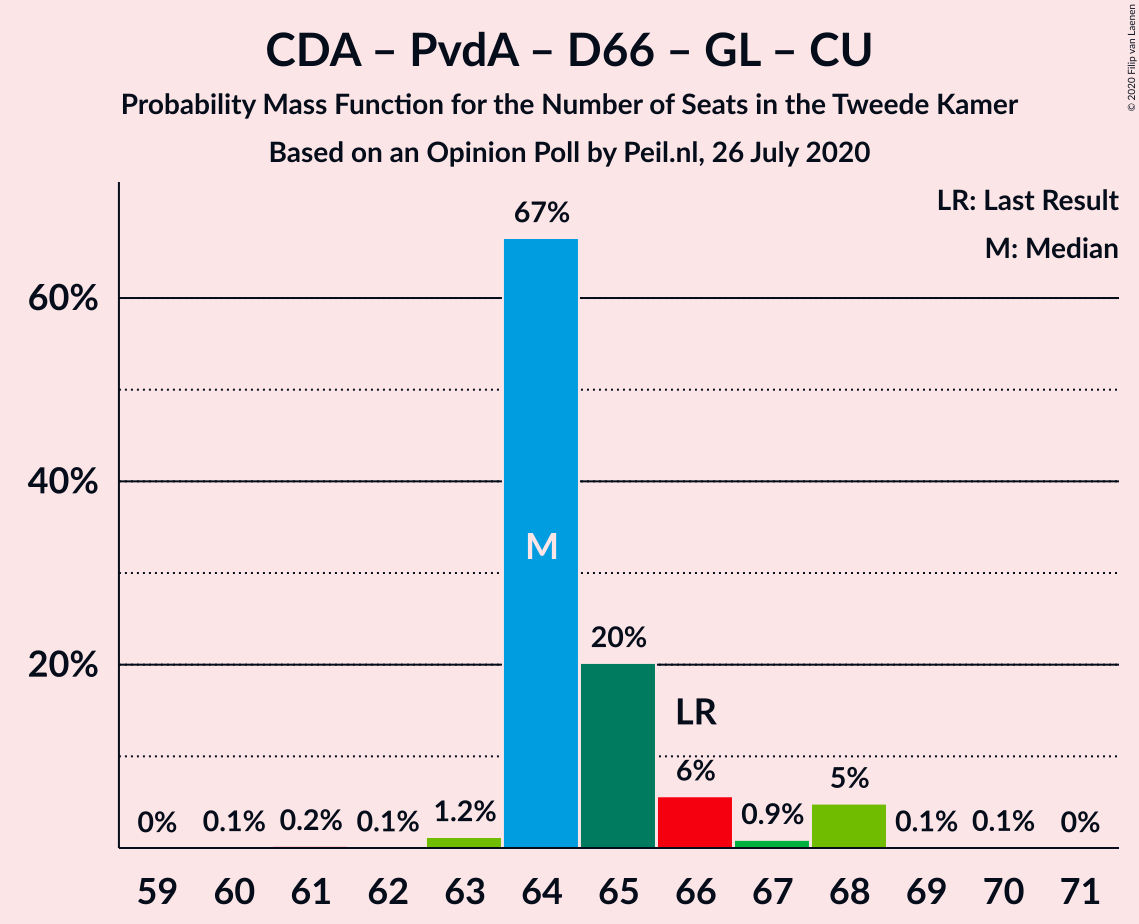 CDA – PvdA – D66 – GL – CU
Probability Mass Function for the Number of Seats in the Tweede Kamer
Based on an Opinion Poll by Peil.nl, 26 July 2020
© 2020 Filip van Laenen
LR: Last Result
M: Median
67%
60%
M
40%
20%
20%
LR
0%
0.1%
0.2%
0.1%
1.2%
6%
0.9%
5%
0.1%
0.1%
0%
59 60 61 62 63 64 65 66 67 68 69 70 71